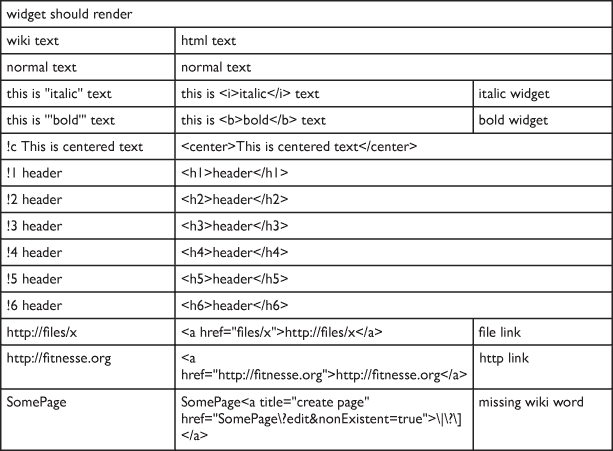 widget should render
wiki text html text
normal text normal text
this is "italic" text this is <i>italic</i> text italic widget
this is '"bold'" text this is <b>bold</b> text bold widget
!c This is centered text <center>This is centered text</center>
!1 header <h1>header</h1>
!2 header <h2>header</h2>
!3 header <h3>header</h3>
!4 header <h4>header</h4>
!5 header <h5>header</h5>
!6 header <h6>header</h6>
http://files/x <a href="files/x">http://files/x</a> file link
http://fitnesse.org <a http link
href="http://fitnesse.org">http://fitnesse.org</a>
SomePage SomePage<a title="create page" missing wiki word
href="SomePage\?edit&nonExistent=true">\|\?\]
</a>